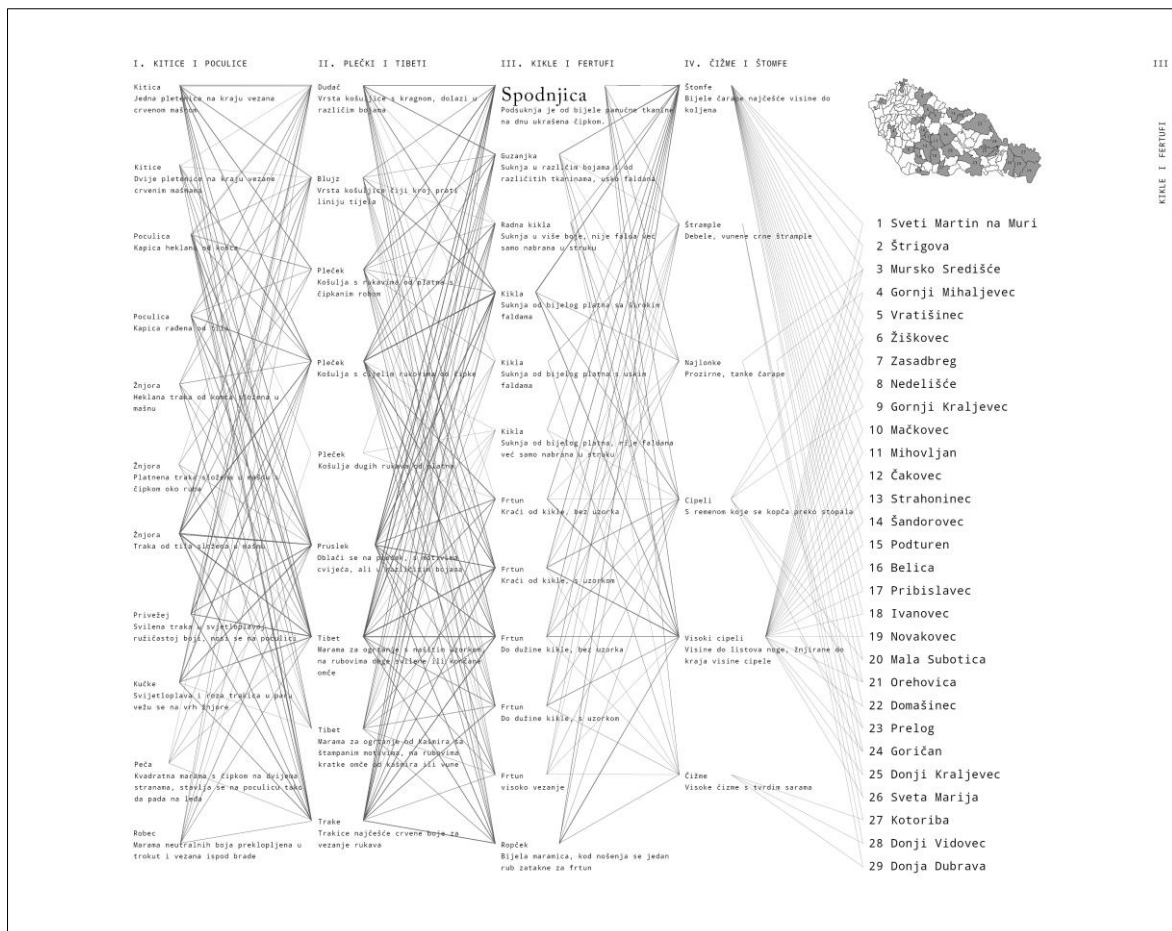 I. KITICE I POCULICE
Kitica
Jedna pletenica na kraju vezana
crvenom mašnom
Kitice
Dvije pletenice na kraju vezane
crvenim mašnama
Poculica
Kapica heklana od konca
Poculica
Kapica rađena od tila
Žnjora
Heklana traka od konca složena u
mašnu
Žnjora
Platnena traka složena u mašnu s
čipkom oko ruba
Žnjora
Traka od tila složena u mašnu
Privežej
Svilena traka u svjetloplavoj
ružičastoj boji, nosi se na poculici
Kučke
Svijetloplava i roza trakica u paru
vežu se na vrh žnjore
Peča
Kvadratna marama s čipkom na dvijema
stranama, stavlja se na poculicu tako
da pada na leđa
Robec
Marama neutralnih boja preklopljena u
trokut i vezana ispod brade
II. PLEČKI I TIBETI
Dudač
Vrsta košuljice s kragnom, dolazi u
različim bojama
Blujz
Vrsta košuljice čiji kroj prati
liniju tijela
Pleček
Košulja s rukavima od platna s
čipkanim robom
Pleček
Košulja s cijelim rukovima od čipke
Pleček
Košulja dugih rukava od platna
Pruslek
Oblači se na pleček, s motivima
cvijeća, ali u različitim bojama
Tibet
Marama za ogrtanje s našitim uzorkom,
na rubovima duge svilene ili končane
omče
Tibet
Marama za ogrtanje od kašmira sa
štampanim motivima, na rubovima
kratke omče od kašmira ili vune
Trake
Trakice najčešće crvene boje za
vezanje rukava
III. KIKLE I FERTUFI
Spodnjica
Podsuknja je od bijele pamučne tkanine
na dnu ukrašena čipkom.
Guzanjka
Suknja u različim bojama i od
različitih tkaninama, usko faldana
Radna kikla
Suknja u više boje, nije falda već
samo nabrana u struku
Kikla
Suknja od bijelog platna sa širokim
faldama
Kikla
Suknja od bijelog platna s uskim
faldama
Kikla
Suknja od bijelog platna, nije faldana
već samo nabrana u struku
Frtun
Kraći od kikle, bez uzorka
Frtun
Kraći od kikle, s uzorkom
Frtun
Do dužine kikle, bez uzorka
Frtun
Do dužine kikle, s uzorkom
Frtun
visoko vezanje
Ropček
Bijela maramica, kod nošenja se jedan
rub zatakne za frtun
IV. ČIŽME I ŠTOMFE
Štomfe
Bijele čarape najčešće visine do
koljena
Štrample
Debele, vunene crne štrample
Najlonke
Prozirne, tanke čarape
Cipeli
S remenom koje se kopča preko stopala
Visoki cipeli
Visine do listova noge, žnjirane do
kraja visine cipele
Čižme
Visoke čizme s tvrdim sarama
1 Sveti Martin na Muri
2 Štrigova
3 Mursko Središće
4 Gornji Mihaljevec
5 Vratišinec
6 Žiškovec
7 Zasadbreg
8 Nedelišće
9 Gornji Kraljevec
10 Mačkovec
11 Mihovljan
12 Čakovec
13 Strahoninec
14 Šandorovec
15 Podturen
16 Belica
17 Pribislavec
18 Ivanovec
19 Novakovec
20 Mala Subotica
21 Orehovica
22 Domašinec
23 Prelog
24 Goričan
25 Donji Kraljevec
26 Sveta Marija
27 Kotoriba
28 Donji Vidovec
29 Donja Dubrava
III
KIKLE I FERTUFI